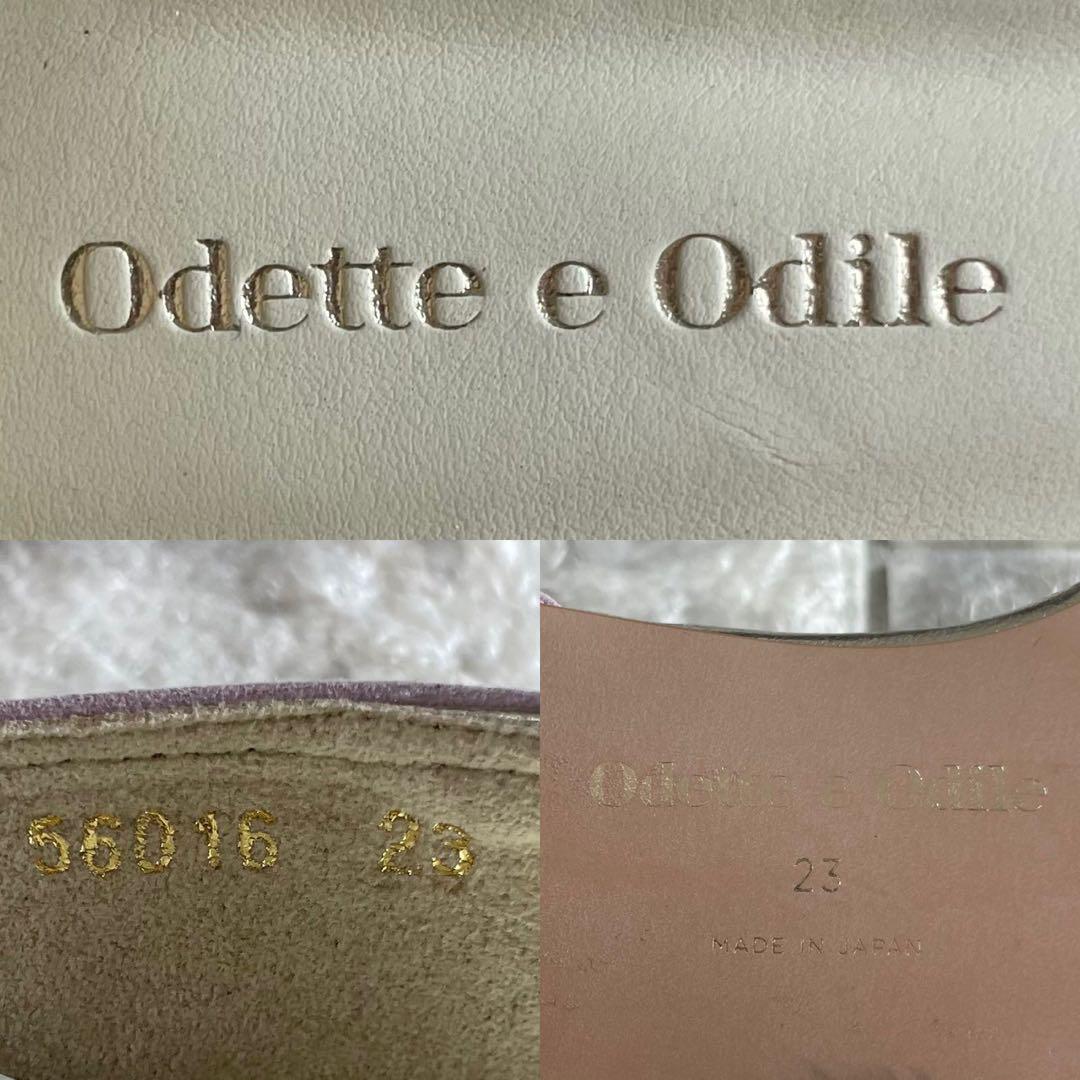 Odette e Odile
56016 23
Odette e Odile
23
MADE IN JAPAN